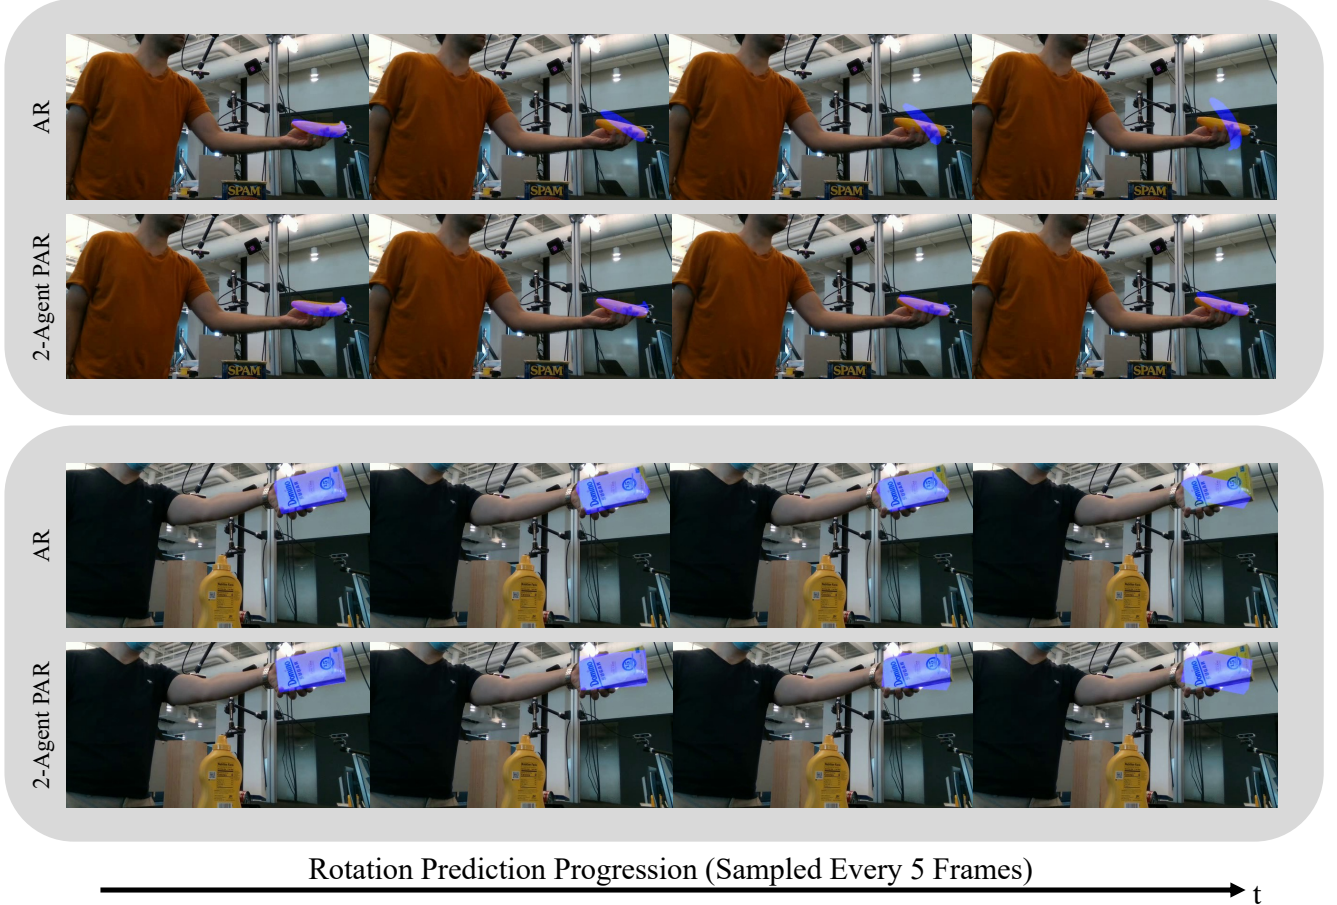 AR
SPAM SPAM SPAM SPAM
2-Agent PAR
SPAM SPAM SPAM SPAM
AR
Domino Domino Domino Domino
2-Agent PAR
Domino Domino Domino Domino
Rotation Prediction Progression (Sampled Every 5 Frames)
t